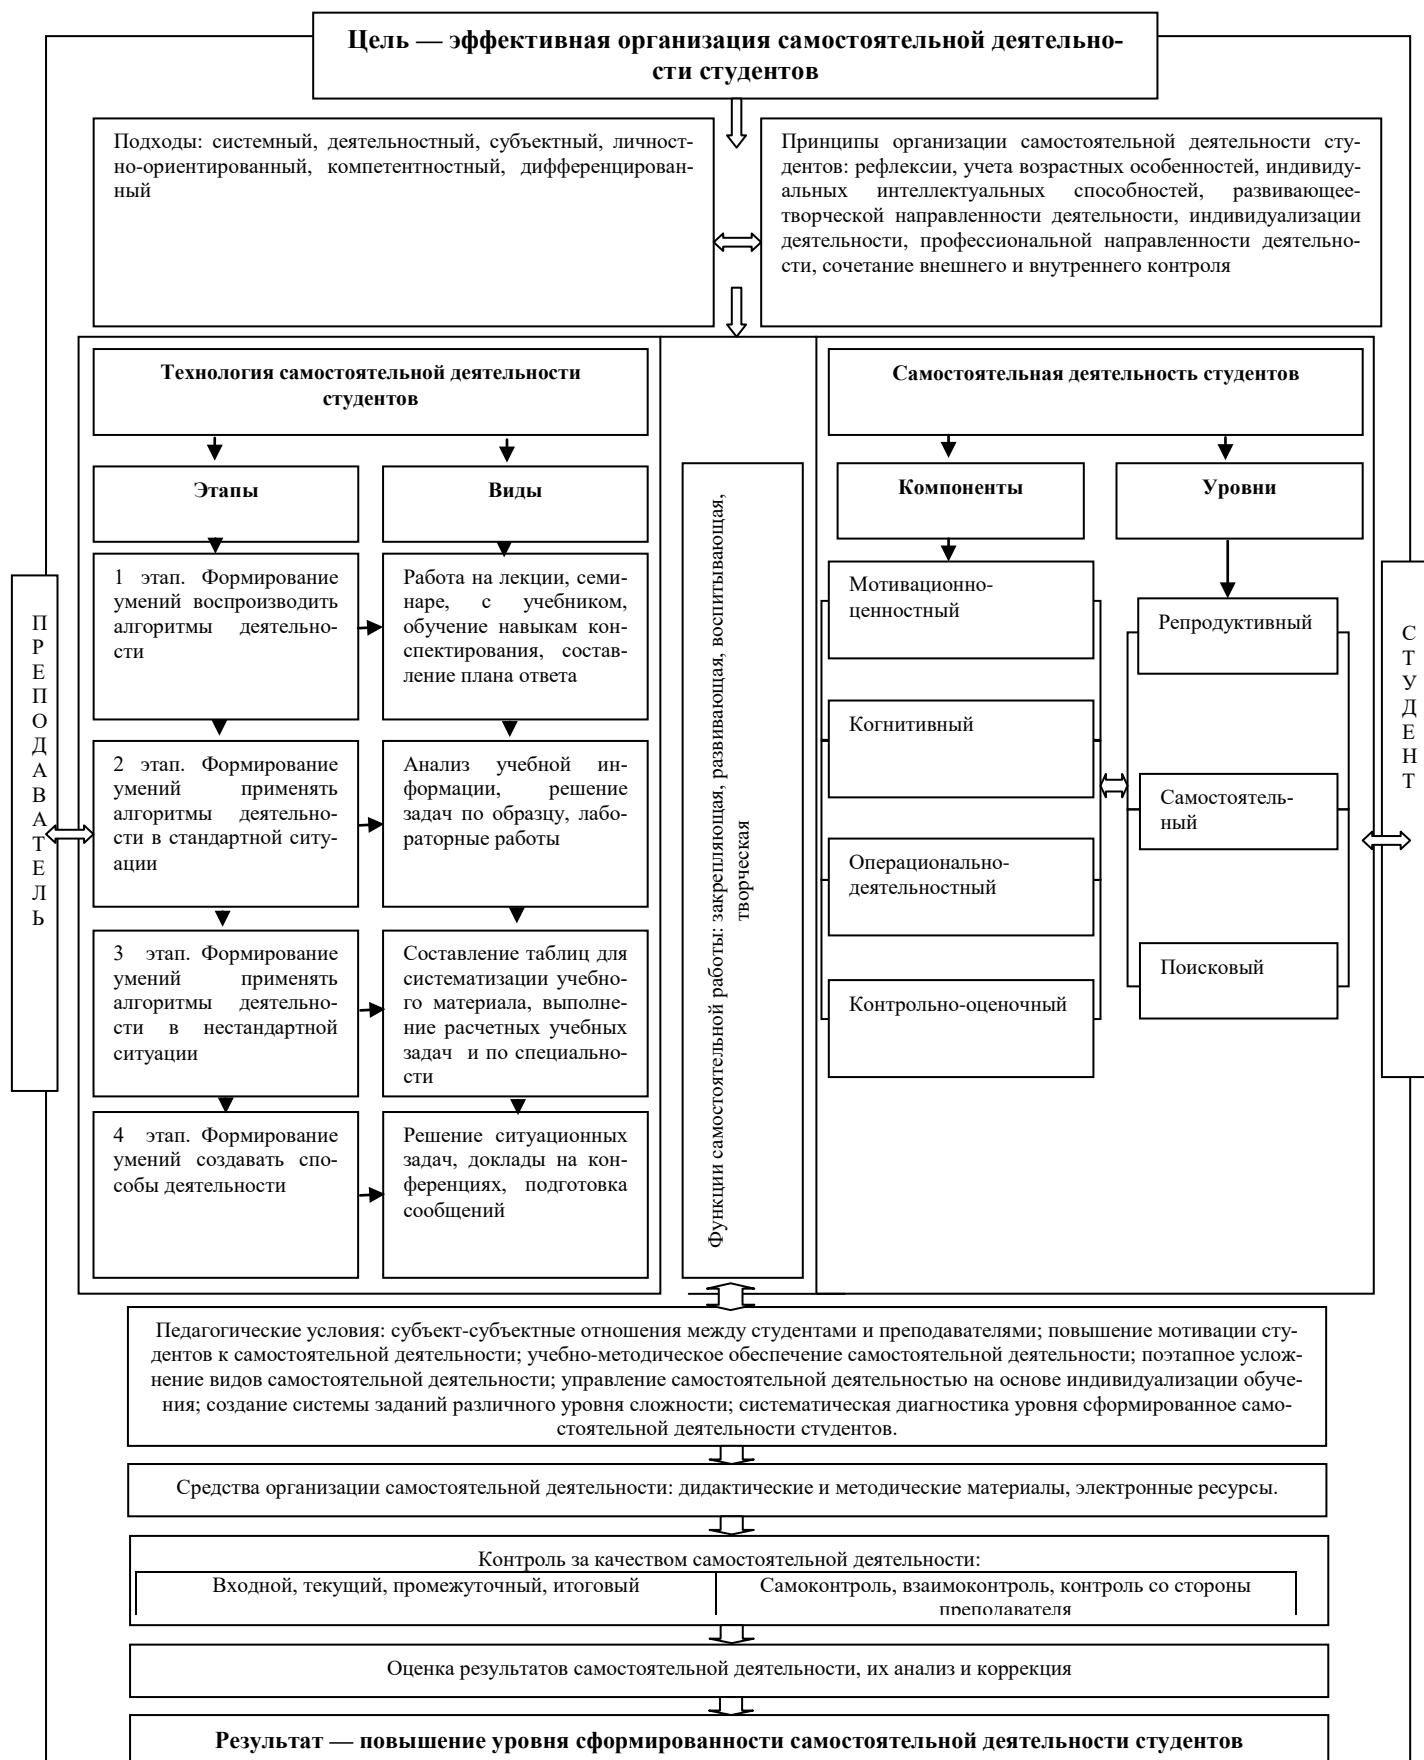 Цель — эффективная организация самостоятельной деятельно-
сти студентов
Подходы: системный, деятельностный, субъектный, личност-
но-ориентированный, компетентностный, дифференцирован-
ный
Принципы организации самостоятельной деятельности сту-
дентов: рефлексии, учета возрастных особенностей, индивиду-
альных интеллектуальных способностей, развивающее-
творческой направленности деятельности, индивидуализации
деятельности, профессиональной направленности деятельно-
сти, сочетание внешнего и внутреннего контроля
Технология самостоятельной деятельности
студентов
Этапы
Виды
1 этап. Формирование
умений воспроизводить
алгоритмы деятельно-
сти
Работа на лекции, семи-
наре, с учебником,
обучение навыкам кон-
спектирования, состав-
ление плана ответа
2 этап. Формирование
умений применять
алгоритмы деятельно-
сти в стандартной ситу-
ации
Анализ учебной ин-
формации, решение
задач по образцу, лабо-
раторные работы
3 этап. Формирование
умений применять
алгоритмы деятельно-
сти в нестандартной
ситуации
Составление таблиц для
систематизации учебно-
го материала, выполне-
ние расчетных учебных
задач и по специально-
сти
4 этап. Формирование
умений создавать спо-
собы деятельности
Решение ситуационных
задач, доклады на кон-
ференциях, подготовка
сообщений
Функции самостоятельной работы: закрепляющая, развивающая, воспитывающая,
творческая
Самостоятельная деятельность студентов
Компоненты
Уровни
Мотивационно-
ценностный
Когнитивный
Операционально-
деятельностный
Контрольно-оценочный
Репродуктивный
Самостоятель-
ный
Поисковый
ПРЕПОДАВАТЕЛЬ
СТУДЕНТ
Педагогические условия: субъект-субъектные отношения между студентами и преподавателями; повышение мотивации сту-
дентов к самостоятельной деятельности; учебно-методическое обеспечение самостоятельной деятельности; поэтапное услож-
нение видов самостоятельной деятельности; управление самостоятельной деятельностью на основе индивидуализации обуче-
ния; создание системы заданий различного уровня сложности; систематическая диагностика уровня сформированное само-
стоятельной деятельности студентов.
Средства организации самостоятельной деятельности: дидактические и методические материалы, электронные ресурсы.
Контроль за качеством самостоятельной деятельности:
Входной, текущий, промежуточный, итоговый
Самоконтроль, взаимоконтроль, контроль со стороны
преподавателя
Оценка результатов самостоятельной деятельности, их анализ и коррекция
Результат — повышение уровня сформированности самостоятельной деятельности студентов